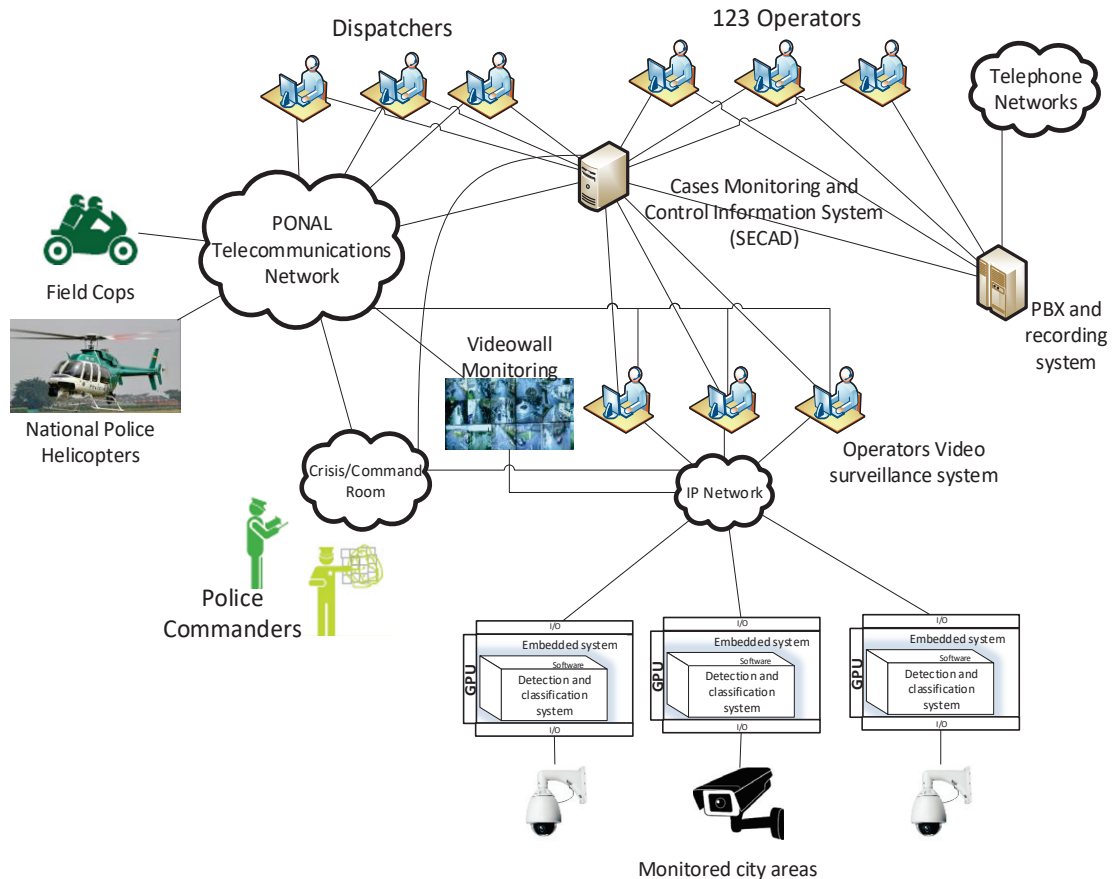 Dispatchers
123 Operators
Telephone
Networks
Cases Monitoring and
Control Information System
(SECAD)
PONAL
Telecommunications
Network
Field Cops
PBX and
recording
system
Videowall
Monitoring
National Police
Helicopters
Operators Video
surveillance system
Crisis/Command
Room
IP Network
Police
Commanders
I/O
Embedded system
Software
GPU
Detection and
classification
system
I/O
I/O
Embedded system
Software
GPU
Detection and
classification
system
I/O
I/O
Embedded system
Software
GPU
Detection and
classification
system
I/O
Monitored city areas